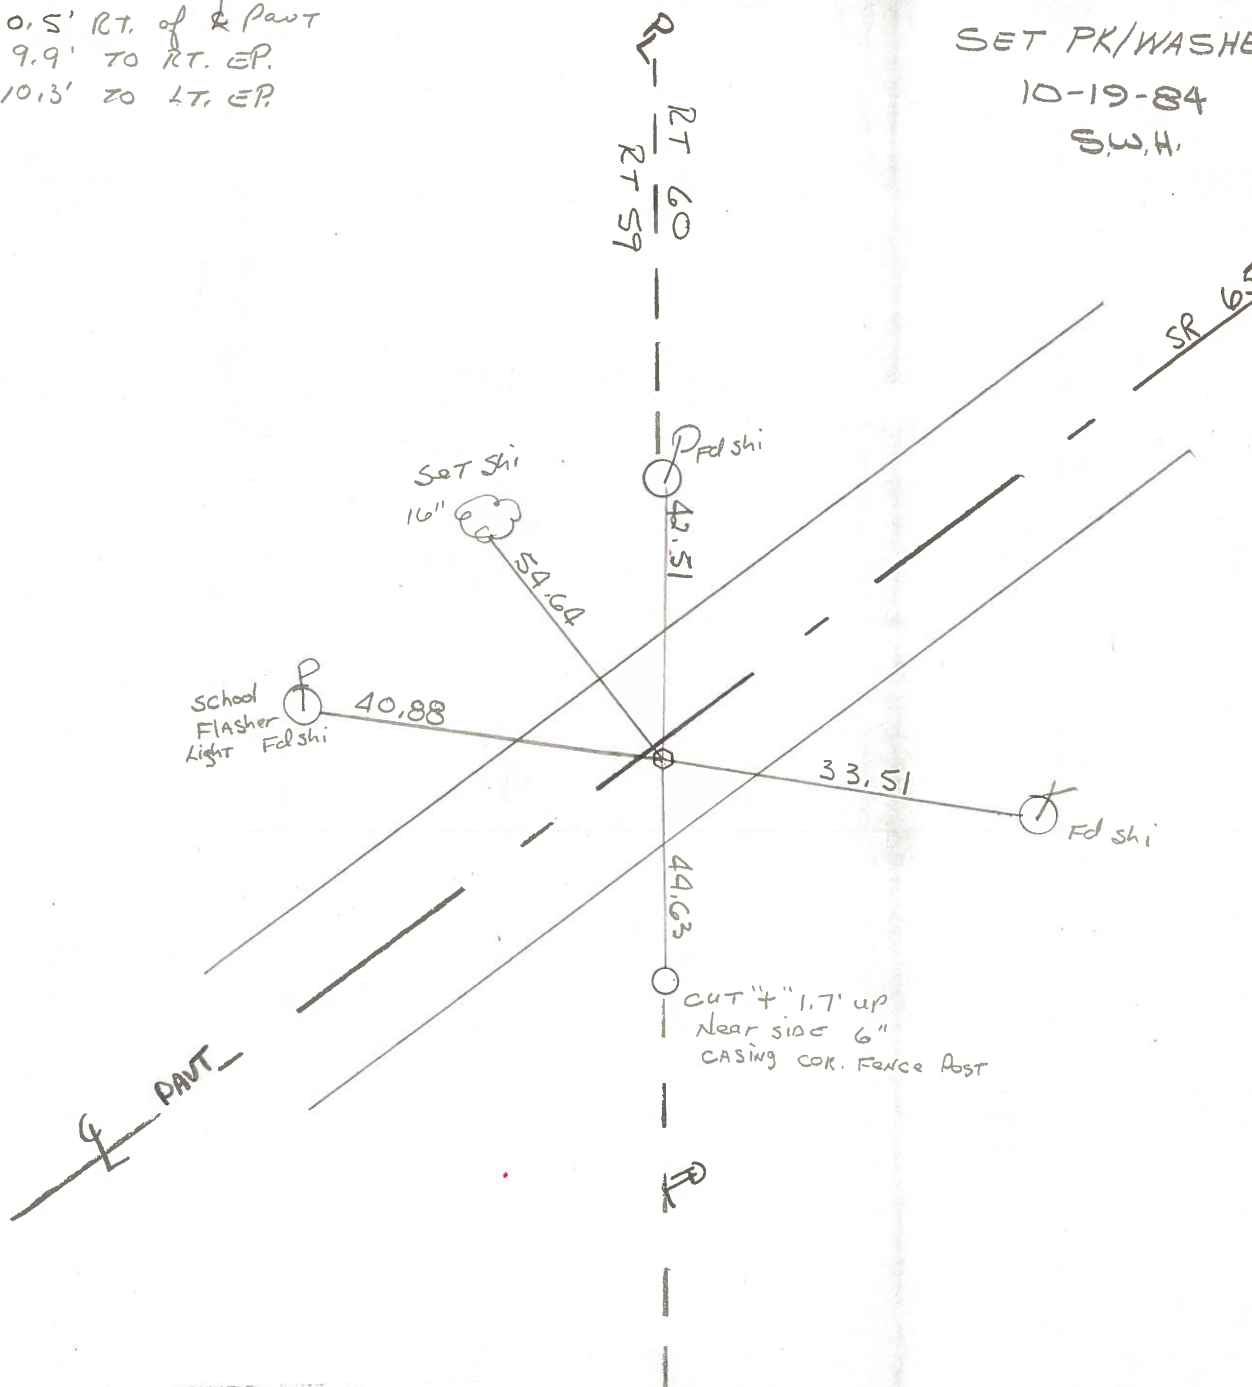 0.5' RT. of ℄ PavT
9.9' TO RT. EP.
10.3' TO LT. EP.
SET PK/WASHE
10-19-84
S.W.H.
PL
RT 60
RT 59
SR
Fd shi
SeT Shi
16"
42.51
54.64
School
FlAsher
Light Fd shi
40.88
33.51
Fd shi
44.63
CUT "+" 1.7' up
Near SIDE 6"
CASing COR. FeNCe PosT
℄ PAVT